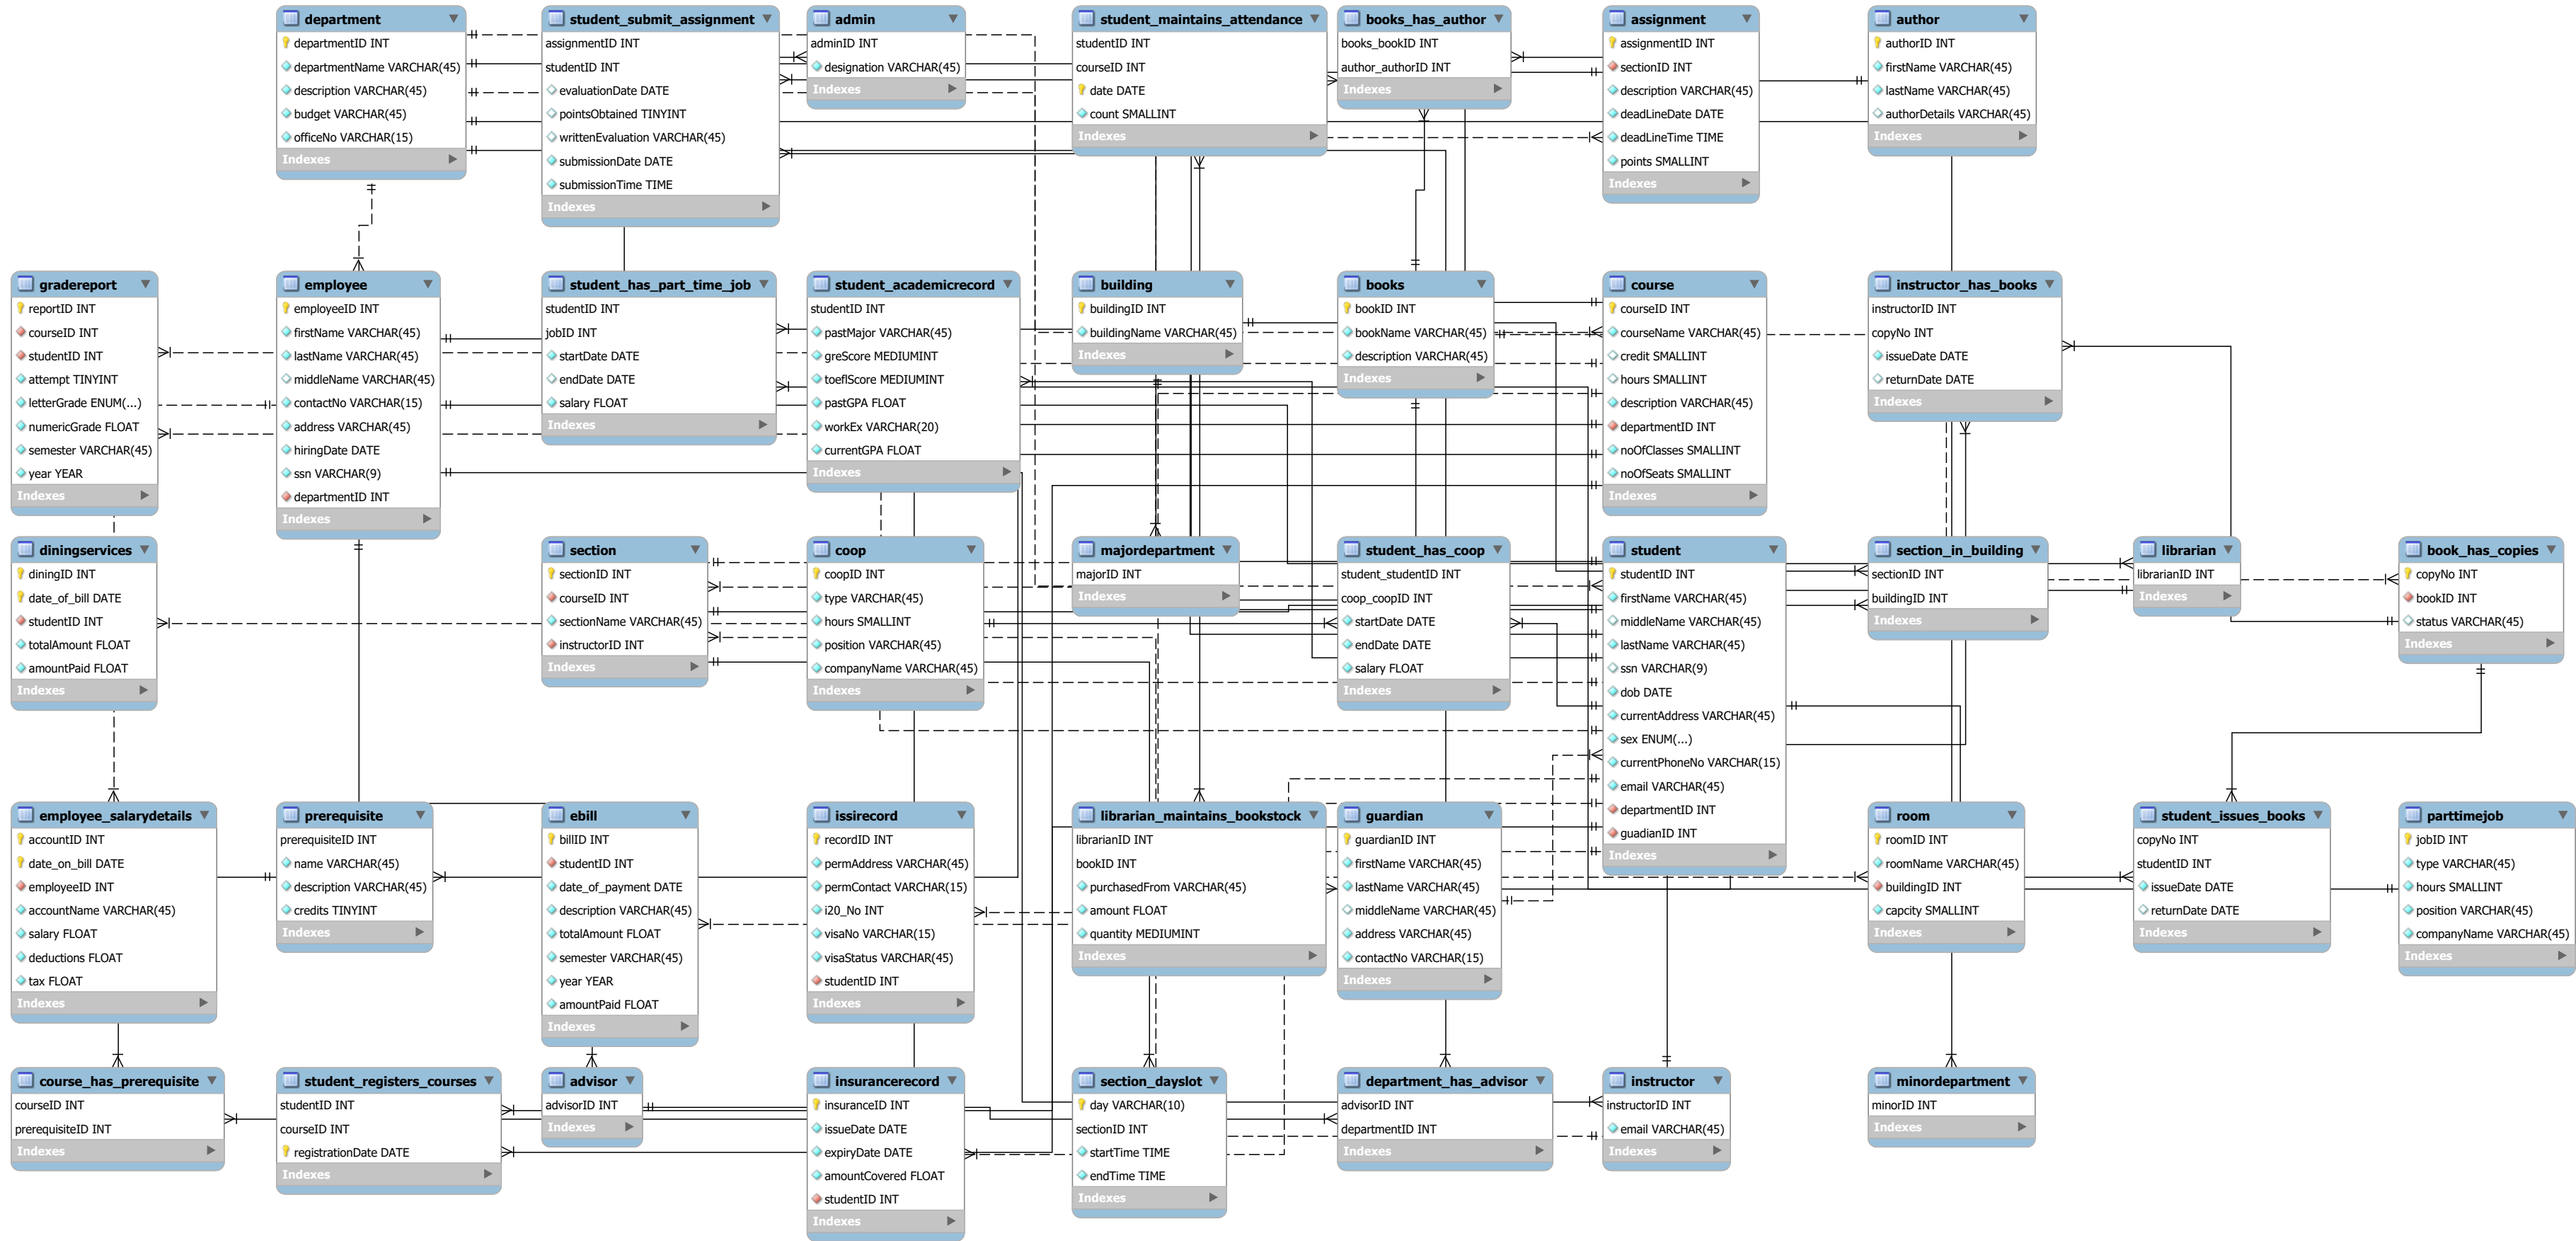 department
departmentID INT
departmentName VARCHAR(45)
description VARCHAR(45)
budget VARCHAR(45)
officeNo VARCHAR(15)
Indexes
student_submit_assignment
assignmentID INT
studentID INT
evaluationDate DATE
pointsObtained TINYINT
writtenEvaluation VARCHAR(45)
submissionDate DATE
submissionTime TIME
Indexes
admin
adminID INT
designation VARCHAR(45)
Indexes
student_maintains_attendance
studentID INT
courseID INT
date DATE
count SMALLINT
Indexes
books_has_author
books_bookID INT
author_authorID INT
Indexes
assignment
assignmentID INT
sectionID INT
description VARCHAR(45)
deadLineDate DATE
deadLineTime TIME
points SMALLINT
Indexes
author
authorID INT
firstName VARCHAR(45)
lastName VARCHAR(45)
authorDetails VARCHAR(45)
Indexes
gradereport
reportID INT
courseID INT
studentID INT
attempt TINYINT
letterGrade ENUM(...)
numericGrade FLOAT
semester VARCHAR(45)
year YEAR
Indexes
employee
employeeID INT
firstName VARCHAR(45)
lastName VARCHAR(45)
middleName VARCHAR(45)
contactNo VARCHAR(15)
address VARCHAR(45)
hiringDate DATE
ssn VARCHAR(9)
departmentID INT
Indexes
student_has_part_time_job
studentID INT
jobID INT
startDate DATE
endDate DATE
salary FLOAT
Indexes
student_academicrecord
studentID INT
pastMajor VARCHAR(45)
greScore MEDIUMINT
toeflScore MEDIUMINT
pastGPA FLOAT
workEx VARCHAR(20)
currentGPA FLOAT
Indexes
building
buildingID INT
buildingName VARCHAR(45)
Indexes
books
bookID INT
bookName VARCHAR(45)
description VARCHAR(45)
Indexes
course
courseID INT
courseName VARCHAR(45)
credit SMALLINT
hours SMALLINT
description VARCHAR(45)
departmentID INT
noOfClasses SMALLINT
noOfSeats SMALLINT
Indexes
instructor_has_books
instructorID INT
copyNo INT
issueDate DATE
returnDate DATE
Indexes
diningservices
diningID INT
date_of_bill DATE
studentID INT
totalAmount FLOAT
amountPaid FLOAT
Indexes
section
sectionID INT
courseID INT
sectionName VARCHAR(45)
instructorID INT
Indexes
coop
coopID INT
type VARCHAR(45)
hours SMALLINT
position VARCHAR(45)
companyName VARCHAR(45)
Indexes
majordepartment
majorID INT
Indexes
student_has_coop
student_studentID INT
coop_coopID INT
startDate DATE
endDate DATE
salary FLOAT
Indexes
student
studentID INT
firstName VARCHAR(45)
middleName VARCHAR(45)
lastName VARCHAR(45)
ssn VARCHAR(9)
dob DATE
currentAddress VARCHAR(45)
sex ENUM(...)
currentPhoneNo VARCHAR(15)
email VARCHAR(45)
departmentID INT
guadianID INT
Indexes
section_in_building
sectionID INT
buildingID INT
Indexes
librarian
librarianID INT
Indexes
book_has_copies
copyNo INT
bookID INT
status VARCHAR(45)
Indexes
employee_salarydetails
accountID INT
date_on_bill DATE
employeeID INT
accountName VARCHAR(45)
salary FLOAT
deductions FLOAT
tax FLOAT
Indexes
prerequisite
prerequisiteID INT
name VARCHAR(45)
description VARCHAR(45)
credits TINYINT
Indexes
ebill
billID INT
studentID INT
date_of_payment DATE
description VARCHAR(45)
totalAmount FLOAT
semester VARCHAR(45)
year YEAR
amountPaid FLOAT
Indexes
issirecord
recordID INT
permAddress VARCHAR(45)
permContact VARCHAR(15)
i20_No INT
visaNo VARCHAR(15)
visaStatus VARCHAR(45)
studentID INT
Indexes
librarian_maintains_bookstock
librarianID INT
bookID INT
purchasedFrom VARCHAR(45)
amount FLOAT
quantity MEDIUMINT
Indexes
guardian
guardianID INT
firstName VARCHAR(45)
lastName VARCHAR(45)
middleName VARCHAR(45)
address VARCHAR(45)
contactNo VARCHAR(15)
Indexes
room
roomID INT
roomName VARCHAR(45)
buildingID INT
capcity SMALLINT
Indexes
student_issues_books
copyNo INT
studentID INT
issueDate DATE
returnDate DATE
Indexes
parttimejob
jobID INT
type VARCHAR(45)
hours SMALLINT
position VARCHAR(45)
companyName VARCHAR(45)
Indexes
course_has_prerequisite
courseID INT
prerequisiteID INT
Indexes
student_registers_courses
studentID INT
courseID INT
registrationDate DATE
Indexes
advisor
advisorID INT
Indexes
insurancerecord
insuranceID INT
issueDate DATE
expiryDate DATE
amountCovered FLOAT
studentID INT
Indexes
section_dayslot
day VARCHAR(10)
sectionID INT
startTime TIME
endTime TIME
Indexes
department_has_advisor
advisorID INT
departmentID INT
Indexes
instructor
instructorID INT
email VARCHAR(45)
Indexes
minordepartment
minorID INT
Indexes